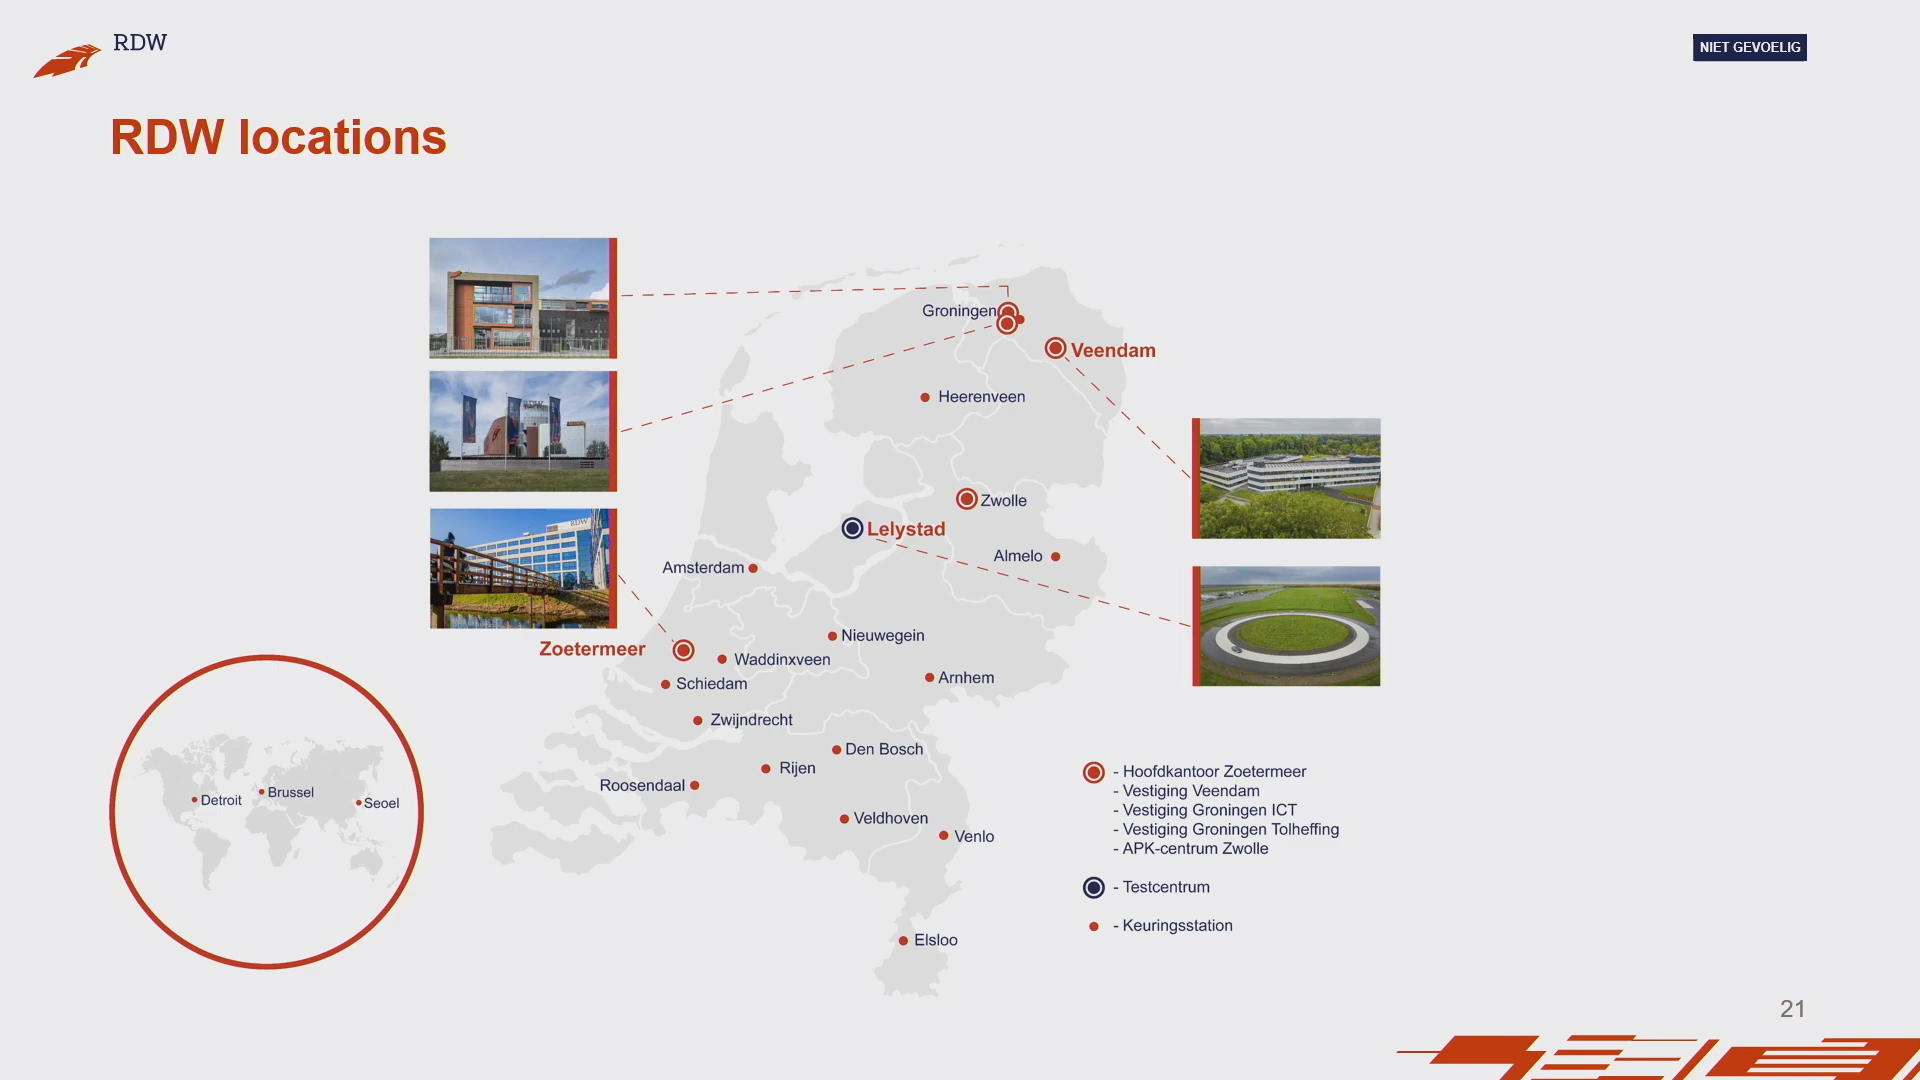 RDW
NIET GEVOELIG
RDW locations
Groningen
Veendam
Heerenveen
RDW
Zwolle
RDW
Lelystad
Almelo
Amsterdam
Nieuwegein
Zoetermeer
Waddinxveen
Arnhem
Schiedam
Zwijndrecht
Den Bosch
Rijen
Roosendaal
Veldhoven
Venlo
Elsloo
Detroit
Brussel
Seoel
- Hoofdkantoor Zoetermeer
- Vestiging Veendam
- Vestiging Groningen ICT
- Vestiging Groningen Tolheffing
- APK-centrum Zwolle
- Testcentrum
- Keuringsstation
21